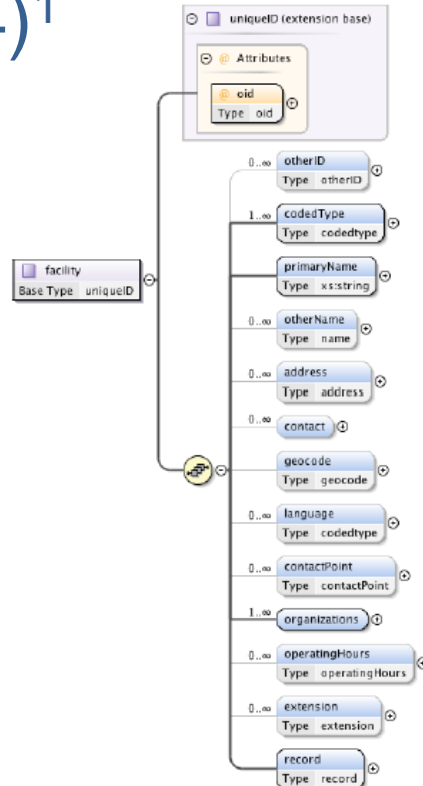 )1
uniqueID (extension base)
@ Attributes
@ oid
Type oid
0..∞ otherID
Type otherID
1..∞ codedType
Type codedtype
facility
Base Type uniqueID
primaryName
Type xs:string
0..∞ otherName
Type name
0..∞ address
Type address
0..∞ contact
geocode
Type geocode
0..∞ language
Type codedtype
0..∞ contactPoint
Type contactPoint
1..∞ organizations
0..∞ operatingHours
Type operatingHours
0..∞ extension
Type extension
record
Type record